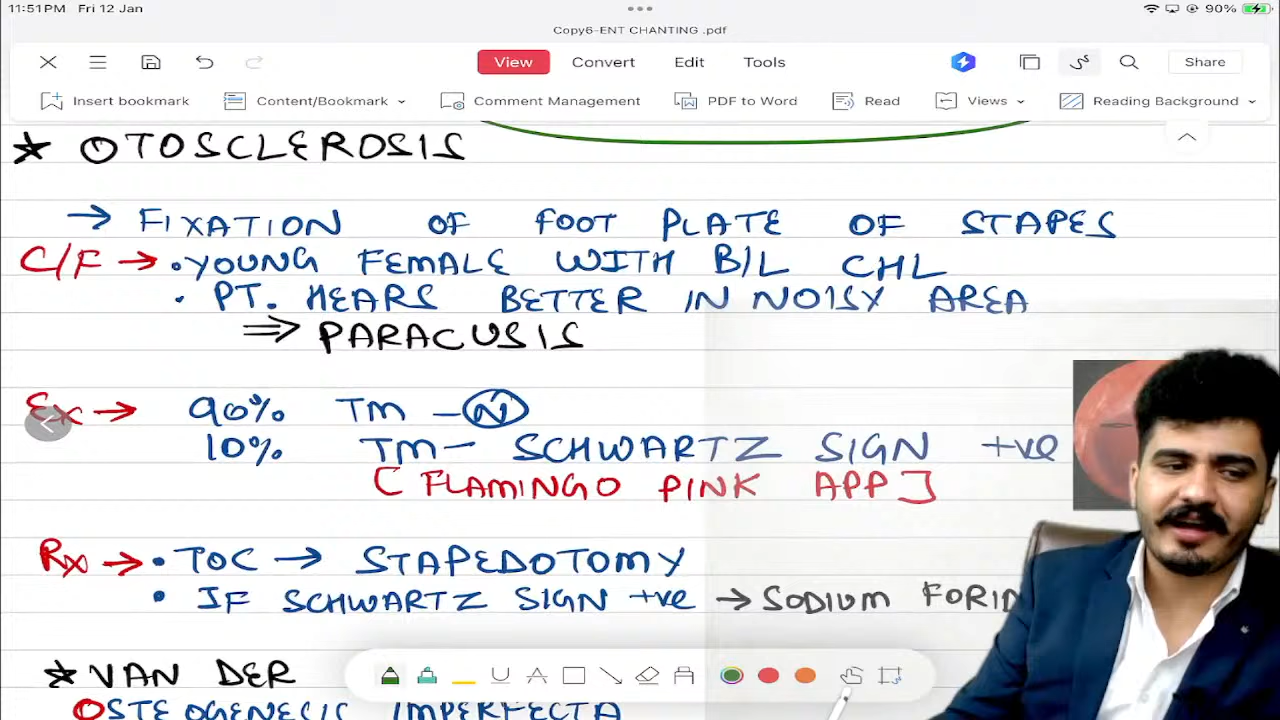 11:51PM Fri 12 Jan
90%
Copy6-ENT CHANTING .pdf
View Convert Edit Tools Share
Insert bookmark Content/Bookmark Comment Management PDF to Word Read Views Reading Background
★ OTOSCLEROSIS
→ FIXATION OF FOOT PLATE OF STAPES
C/F → • YOUNG FEMALE WITH B/L CHL
• PT. HEARS BETTER IN NOISY AREA
⇒ PARACUSIS
Ex → 90% TM – N
10% TM – SCHWARTZ SIGN +ve
[FLAMINGO PINK APP]
Rx → • TOC → STAPEDOTOMY
• IF SCHWARTZ SIGN +ve → SODIUM
★ VAN DER
OSTEOGENESIS IMPERFECTA